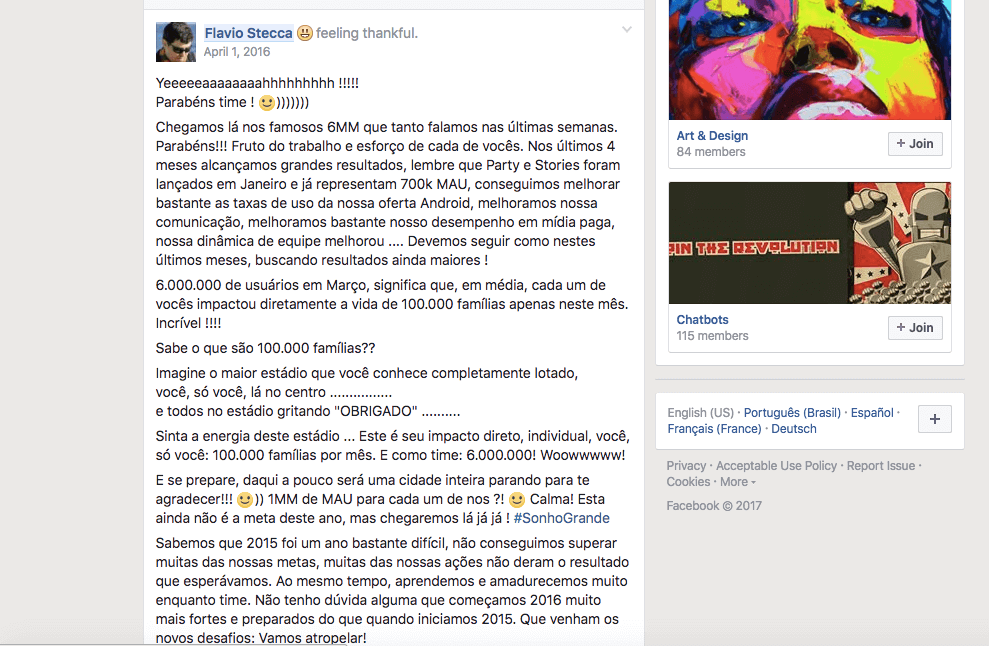 Flavio Stecca feeling thankful.
April 1, 2016
Yeeeeeaaaaaaaahhhhhhhhhh !!!!!
Parabéns time ! )))))))
Chegamos lá nos famosos 6MM que tanto falamos nas últimas semanas.
Parabéns!!! Fruto do trabalho e esforço de cada de vocês. Nos últimos 4
meses alcançamos grandes resultados, lembre que Party e Stories foram
lançados em Janeiro e já representam 700k MAU, conseguimos melhorar
bastante as taxas de uso da nossa oferta Android, melhoramos nossa
comunicação, melhoramos bastante nosso desempenho em mídia paga,
nossa dinâmica de equipe melhorou .... Devemos seguir como nestes
últimos meses, buscando resultados ainda maiores !
6.000.000 de usuários em Março, significa que, em média, cada um de
vocês impactou diretamente a vida de 100.000 famílias apenas neste mês.
Incrível !!!!
Sabe o que são 100.000 famílias??
Imagine o maior estádio que você conhece completamente lotado,
você, só você, lá no centro ................
e todos no estádio gritando "OBRIGADO" ..........
Sinta a energia deste estádio ... Este é seu impacto direto, individual, você,
só você: 100.000 famílias por mês. E como time: 6.000.000! Woowwwww!
E se prepare, daqui a pouco será uma cidade inteira parando para te
agradecer!!! )) 1MM de MAU para cada um de nos ?! Calma! Esta
ainda não é a meta deste ano, mas chegaremos lá já já ! #SonhoGrande
Sabemos que 2015 foi um ano bastante difícil, não conseguimos superar
muitas das nossas metas, muitas das nossas ações não deram o resultado
que esperávamos. Ao mesmo tempo, aprendemos e amadurecemos muito
enquanto time. Não tenho dúvida alguma que começamos 2016 muito
mais fortes e preparados do que quando iniciamos 2015. Que venham os
novos desafios: Vamos atropelar!
Art & Design
84 members
+ Join
IN THE REVOLUTION
Chatbots
115 members
+ Join
English (US) · Português (Brasil) · Español ·
Français (France) · Deutsch
+
Privacy · Acceptable Use Policy · Report Issue ·
Cookies · More
Facebook © 2017